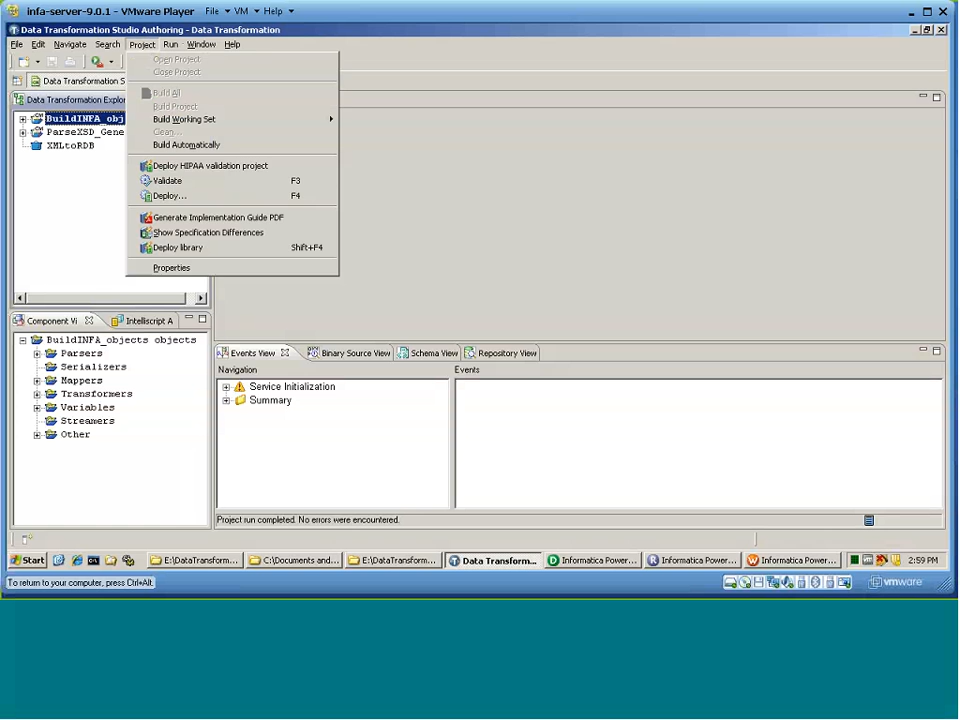 infa-server-9.0.1 - VMware Player File VM Help
Data Transformation Studio Authoring - Data Transformation
File Edit Navigate Search Project Run Window Help
Data Transformation S
Data Transformation Explor
BuildINFA_obj
ParseXSD_Gene
XMLtoRDB
Open Project
Close Project
Build All
Build Project
Build Working Set
Clean...
Build Automatically
Deploy HIPAA validation project
Validate F3
Deploy... F4
Generate Implementation Guide PDF
Show Specification Differences
Deploy library Shift+F4
Properties
Component Vi Intelliscript A
BuildINFA_objects objects
Parsers
Serializers
Mappers
Transformers
Variables
Streamers
Other
Events View Binary Source View Schema View Repository View
Navigation Events
Service Initialization
Summary
Project run completed. No errors were encountered.
Start E:\DataTransform... C:\Documents and... E:\DataTransform... Data Transform... Informatica Power... Informatica Power... Informatica Power... 2:59 PM
To return to your computer, press Ctrl+Alt. vmware